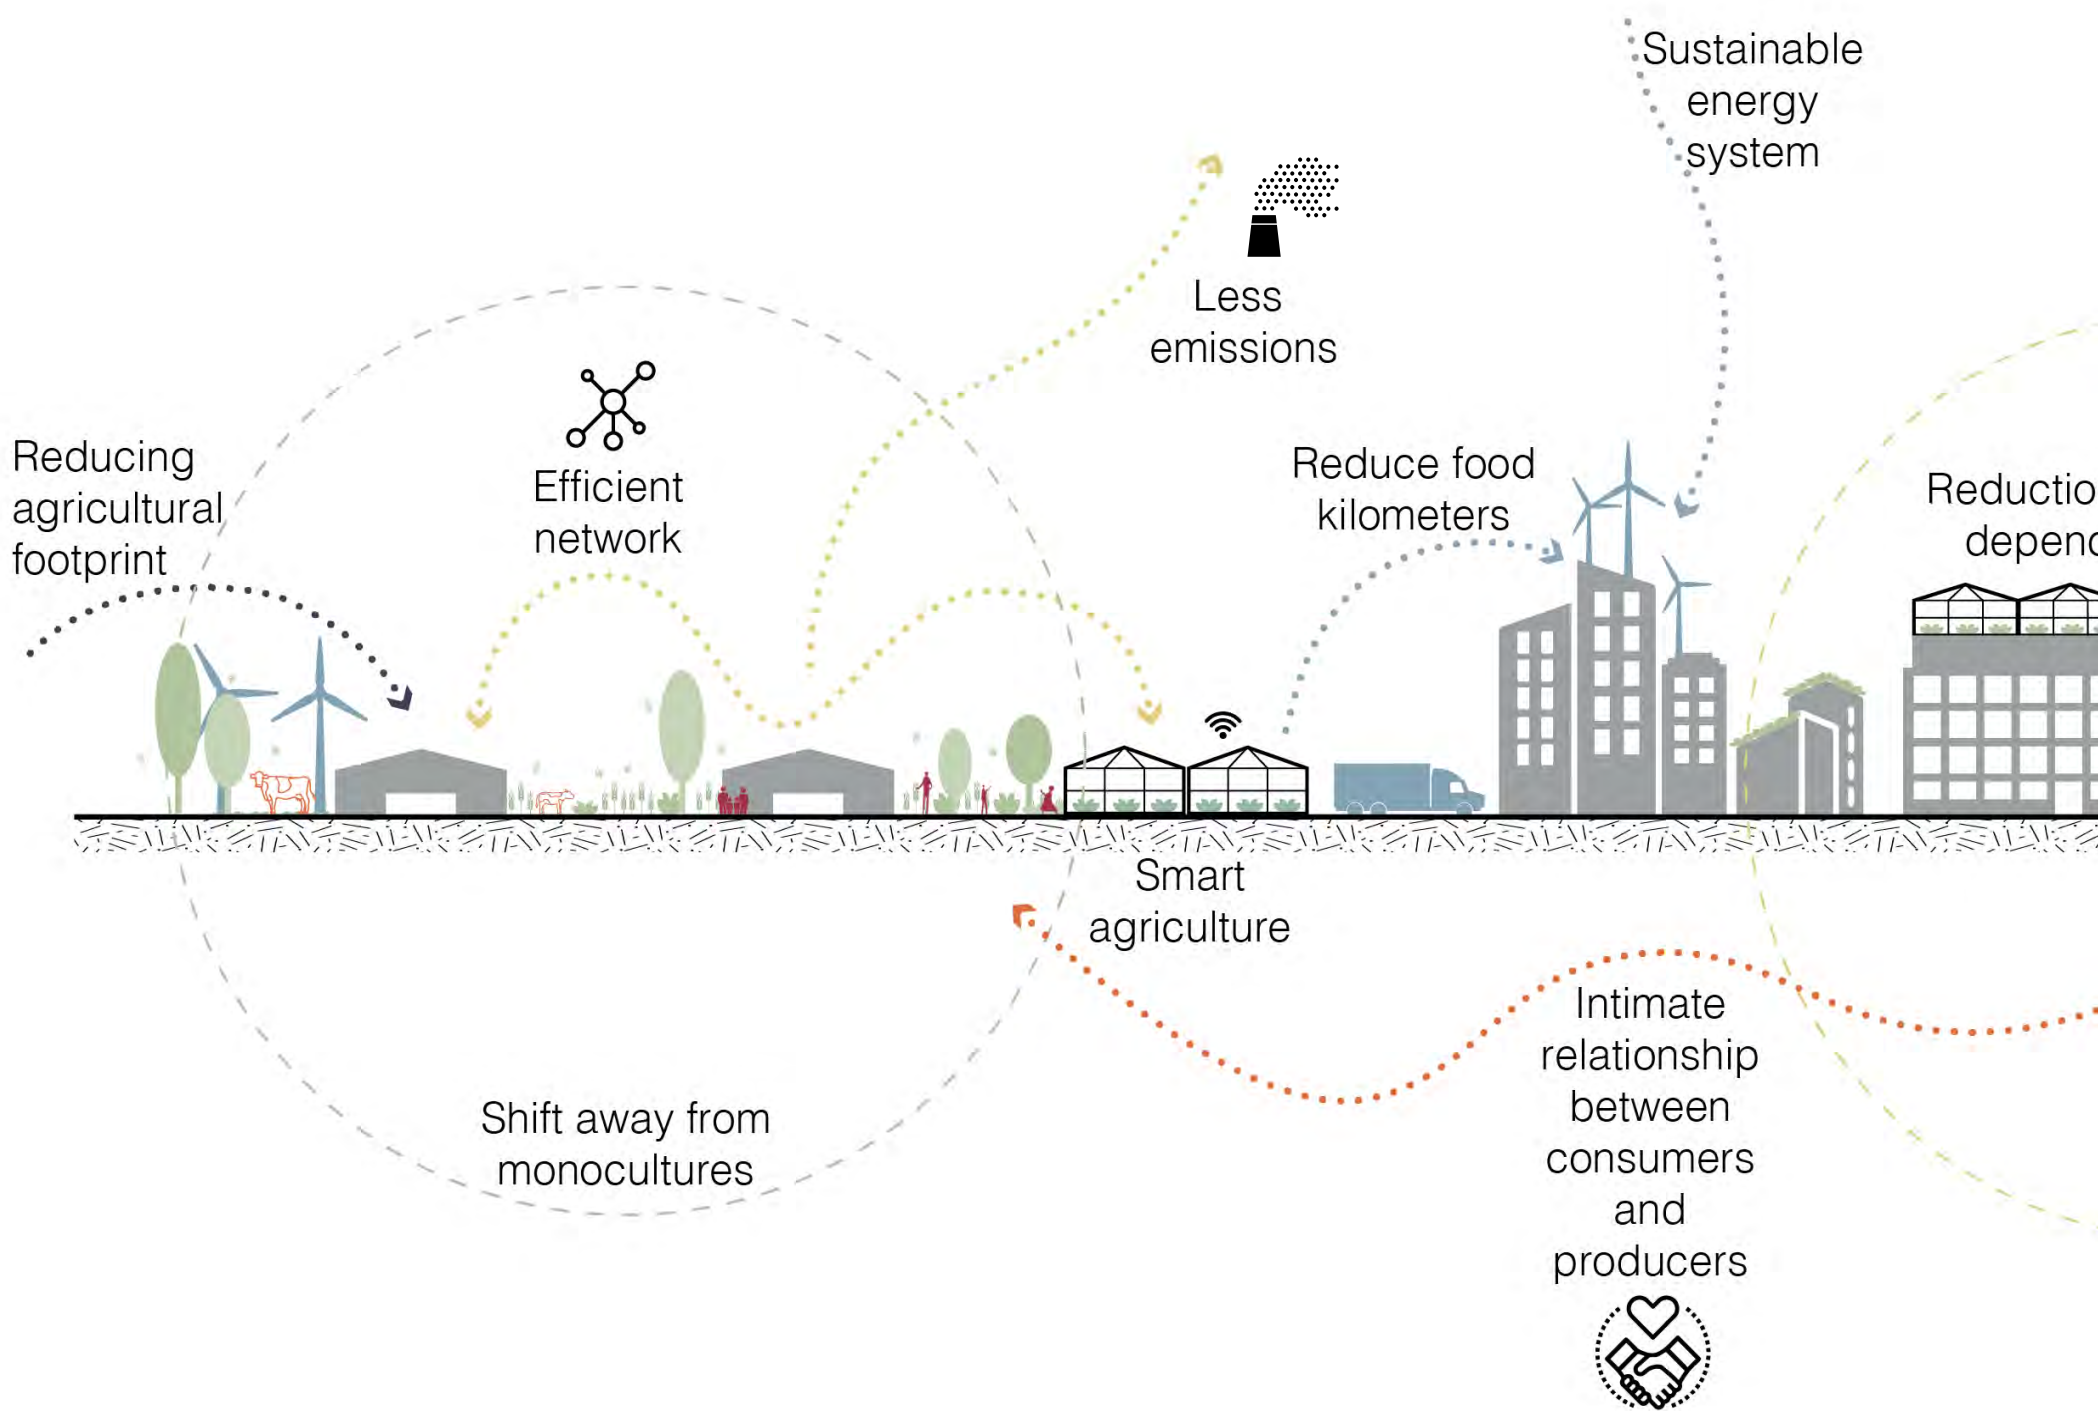 Sustainable
energy
system
Less
emissions
Reducing
agricultural
footprint
Efficient
network
Reduce food
kilometers
Reductio
depend
Smart
agriculture
Shift away from
monocultures
Intimate
relationship
between
consumers
and
producers